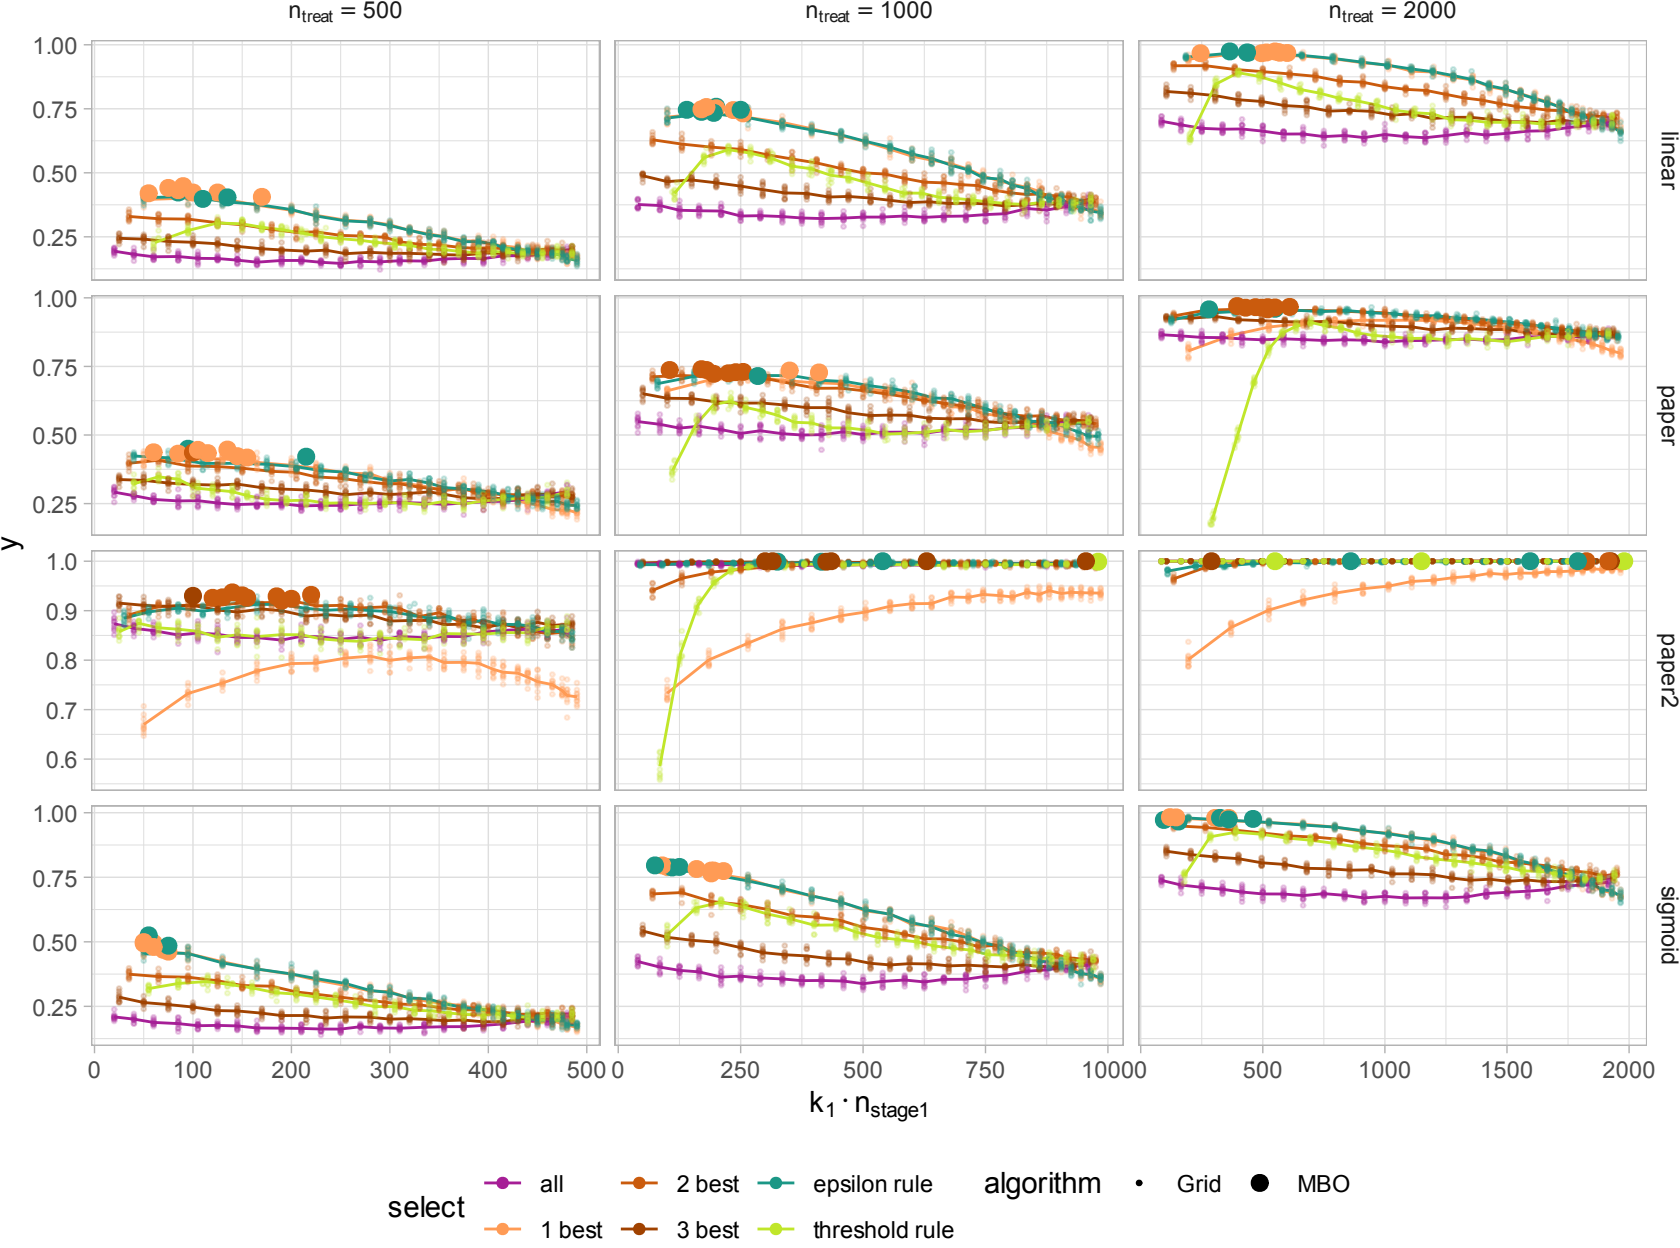 n_treat = 500 n_treat = 1000 n_treat = 2000
1.00
0.75
0.50
0.25
linear
1.00
0.75
0.50
0.25
paper
y
1.0
0.9
0.8
0.7
0.6
paper2
1.00
0.75
0.50
0.25
sigmoid
0 100 200 300 400 500 0 250 500 750 1000 0 500 1000 1500 2000
k_1 · n_stage1
select
all 2 best epsilon rule
1 best 3 best threshold rule
algorithm Grid MBO